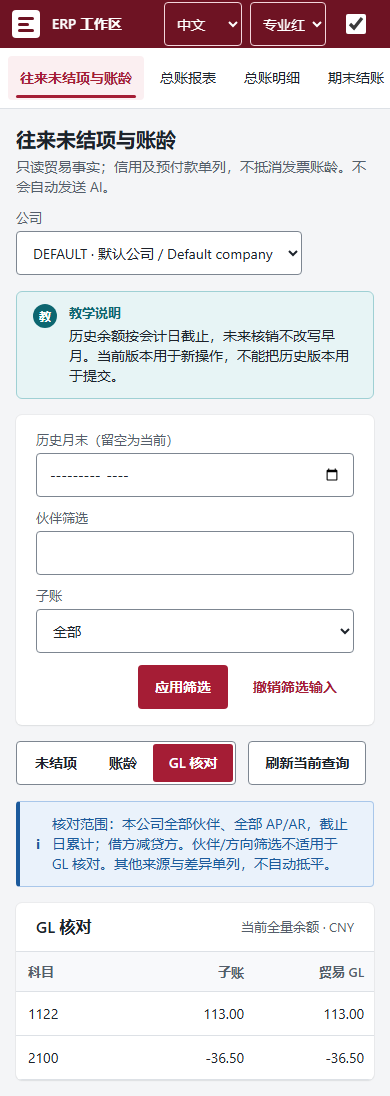 ERP 工作区
中文
专业红
往来未结项与账龄
总账报表
总账明细
期末结账
往来未结项与账龄
只读贸易事实；信用及预付款单列，不抵消发票账龄。不
会自动发送 AI。
公司
DEFAULT · 默认公司 / Default company
教
教学说明
历史余额按会计日截止，未来核销不改写早
月。当前版本用于新操作，不能把历史版本用
于提交。
历史月末（留空为当前）
--------- ----
伙伴筛选
子账
全部
应用筛选
撤销筛选输入
未结项
账龄
GL 核对
刷新当前查询
i
核对范围：本公司全部伙伴、全部 AP/AR，截止
日累计；借方减贷方。伙伴/方向筛选不适用于
GL 核对。其他来源与差异单列，不自动抵平。
GL 核对
当前全量余额 · CNY
科目 子账 贸易 GL
1122 113.00 113.00
2100 -36.50 -36.50